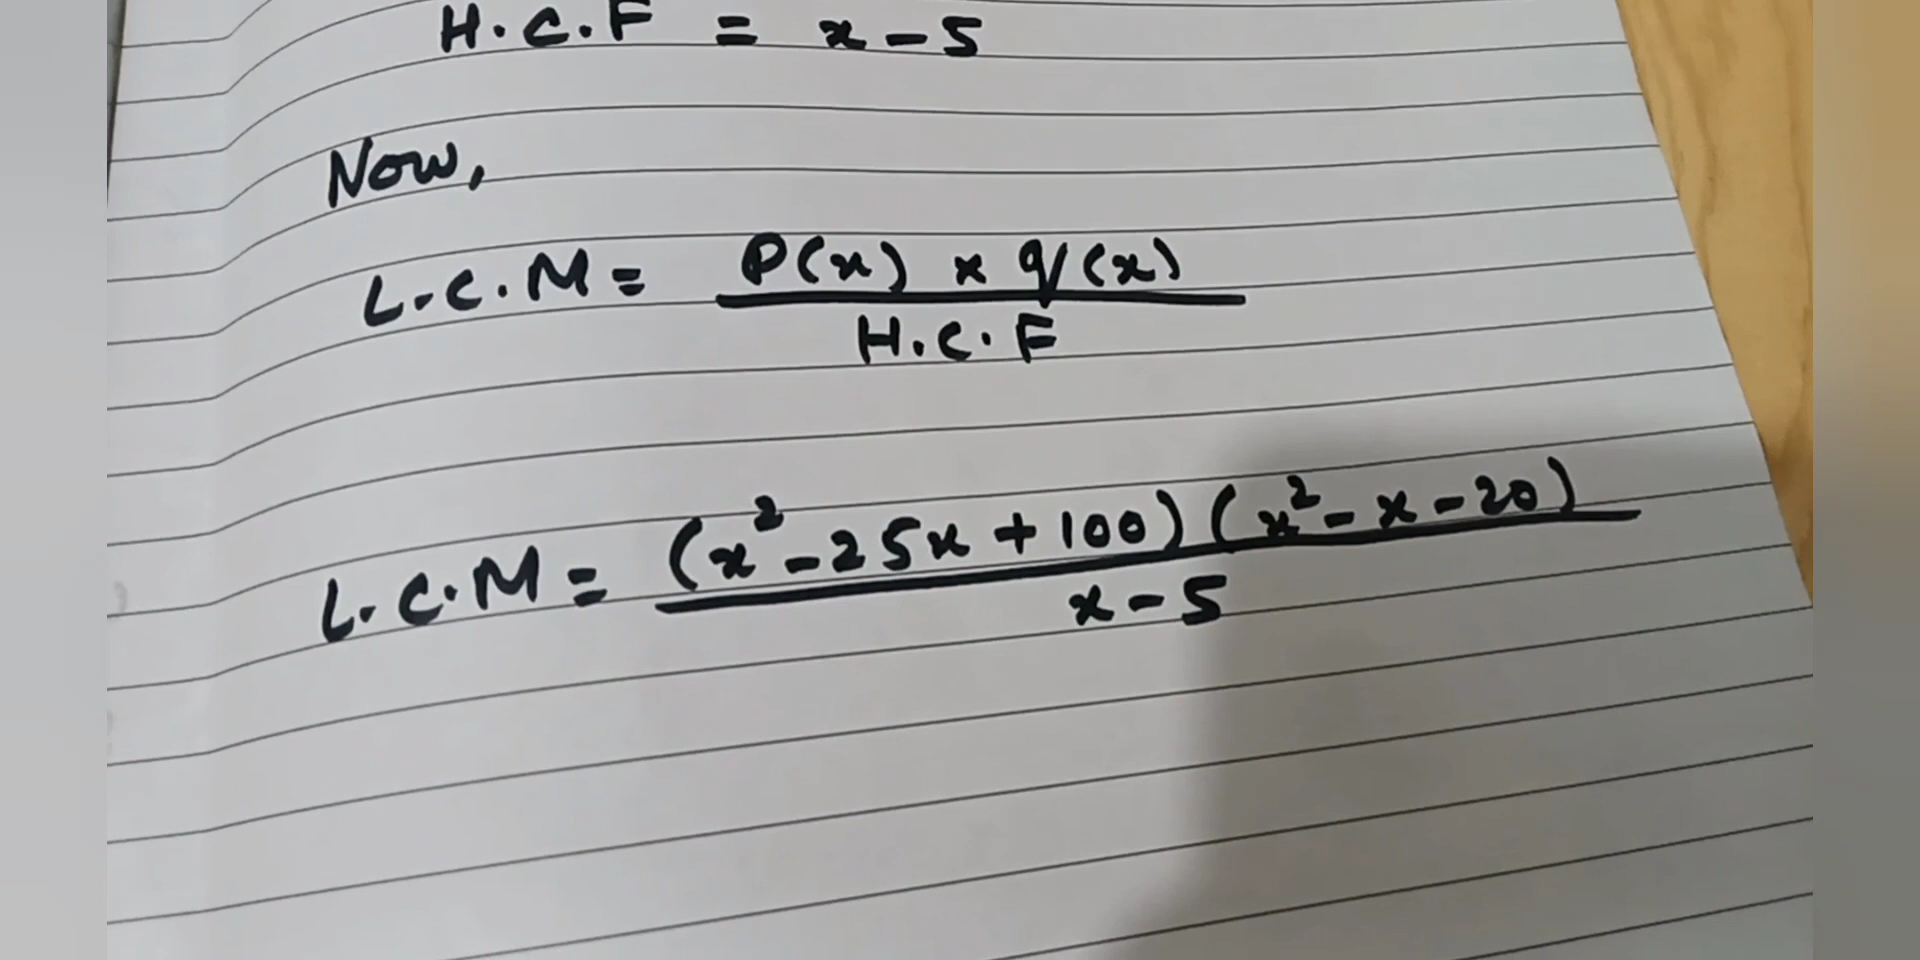 H.C.F = x - 5
Now,
L.C.M = P(x) × q(x)
H.C.F
L.C.M = (x² - 25x + 100) (x² - x - 20)
x - 5